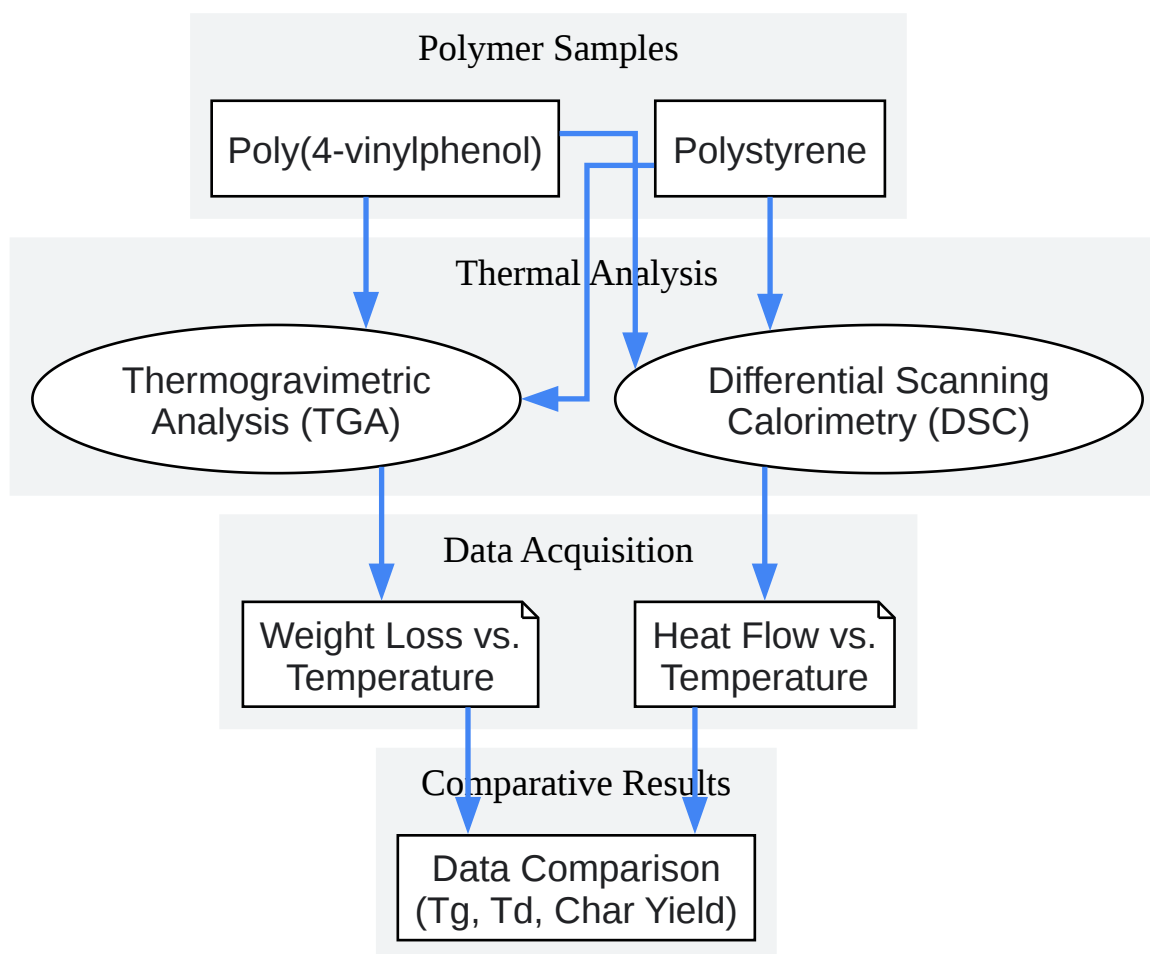 Polymer Samples
Poly(4-vinylphenol)
Polystyrene
Thermal Analysis
Thermogravimetric
Analysis (TGA)
Differential Scanning
Calorimetry (DSC)
Data Acquisition
Weight Loss vs.
Temperature
Heat Flow vs.
Temperature
Comparative Results
Data Comparison
(Tg, Td, Char Yield)